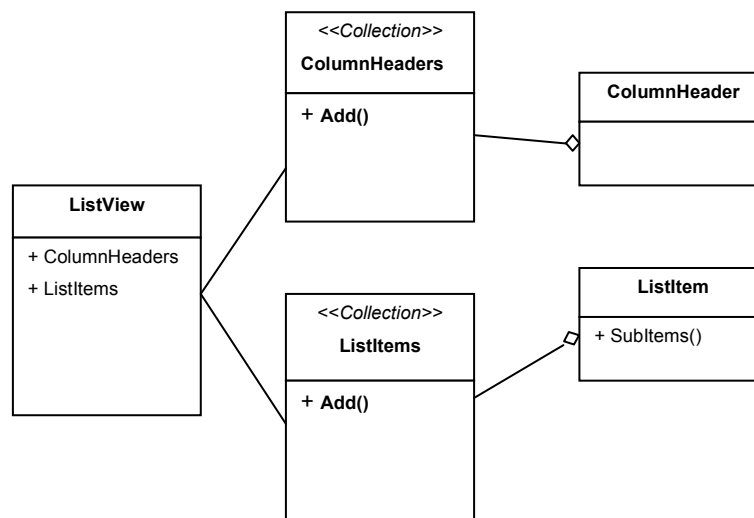 <<Collection>>
ColumnHeaders
+ Add()
ColumnHeader
ListView
+ ColumnHeaders
+ ListItems
<<Collection>>
ListItems
+ Add()
ListItem
+ SubItems()